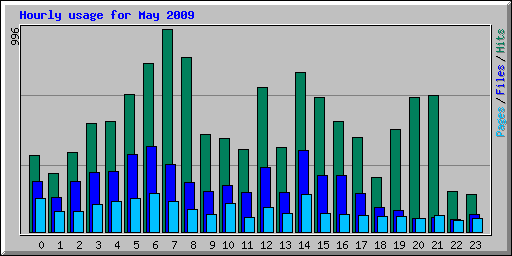 Hourly usage for May 2009
996
Pages / Files / Hits
0 1 2 3 4 5 6 7 8 9 10 11 12 13 14 15 16 17 18 19 20 21 22 23